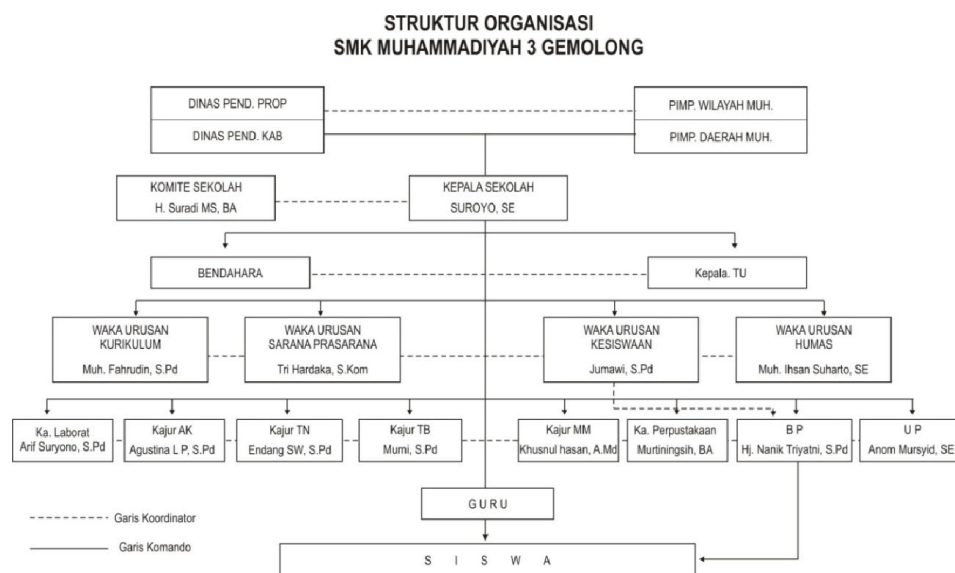 STRUKTUR ORGANISASI
SMK MUHAMMADIYAH 3 GEMOLONG
DINAS PEND. PROP
DINAS PEND. KAB
PIMP. WILAYAH MUH.
PIMP. DAERAH MUH.
KOMITE SEKOLAH
H. Suradi MS, BA
KEPALA SEKOLAH
SUROYO, SE
BENDAHARA
Kepala. TU
WAKA URUSAN
KURIKULUM
Muh. Fahrudin, S.Pd
WAKA URUSAN
SARANA PRASARANA
Tri Hardaka, S.Kom
WAKA URUSAN
KESISWAAN
Jumawi, S.Pd
WAKA URUSAN
HUMAS
Muh. Ihsan Suharto, SE
Ka. Laborat
Arif Suryono, S.Pd
Kajur AK
Agustina L P, S.Pd
Kajur TN
Endang SW, S.Pd
Kajur TB
Murni, S.Pd
Kajur MM
Khusnul hasan, A.Md
Ka. Perpustakaan
Murtiningsih, BA
B P
Hj. Nanik Triyatni, S.Pd
U P
Anom Mursyid, SE
G U R U
S I S W A
Garis Koordinator
Garis Komando